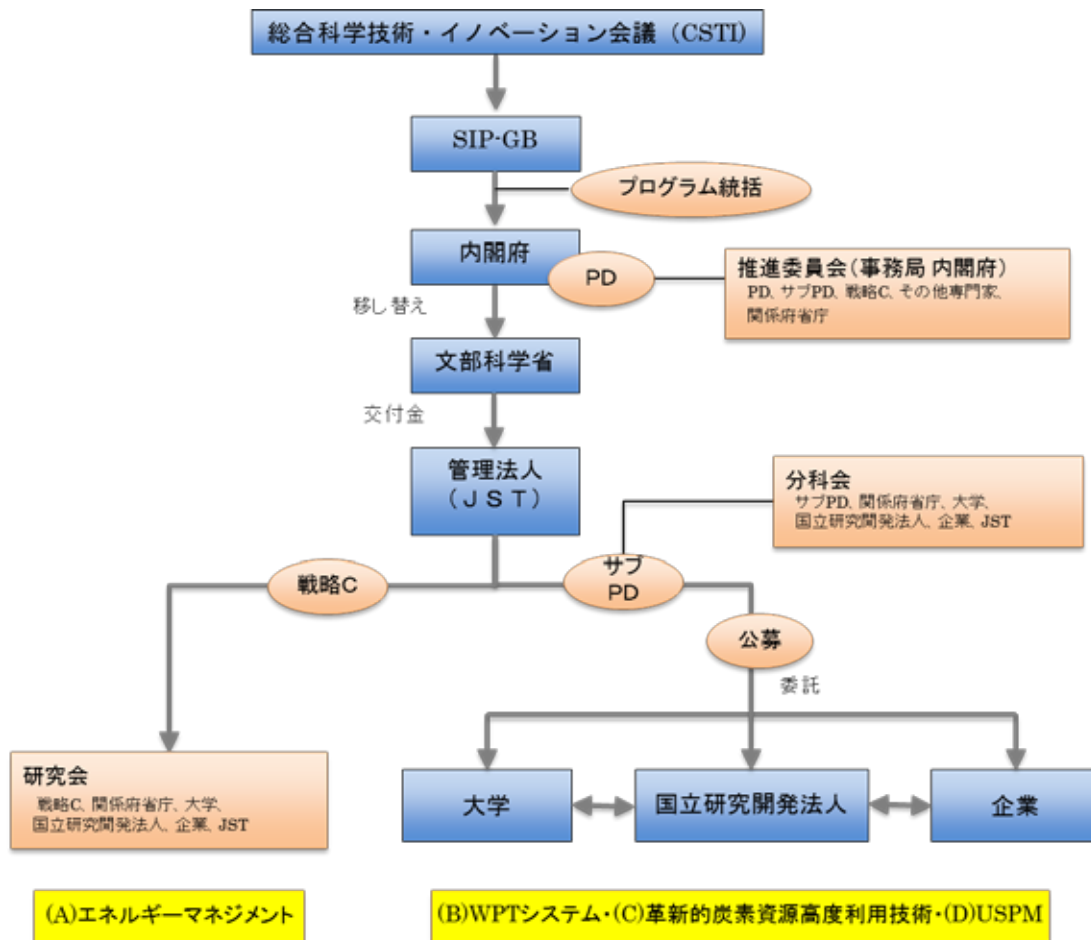 総合科学技術・イノベーション会議（CSTI）
SIP-GB
プログラム統括
内閣府
PD
推進委員会（事務局 内閣府）
PD、サブPD、戦略C、その他専門家、
関係府省庁
移し替え
文部科学省
交付金
管理法人
（ＪＳＴ）
分科会
サブPD、関係府省庁、大学、
国立研究開発法人、企業、JST
戦略C
サブ
PD
公募
委託
研究会
戦略C、関係府省庁、大学、
国立研究開発法人、企業、JST
大学
国立研究開発法人
企業
(A)エネルギーマネジメント
(B)WPTシステム・(C)革新的炭素資源高度利用技術・(D)USPM